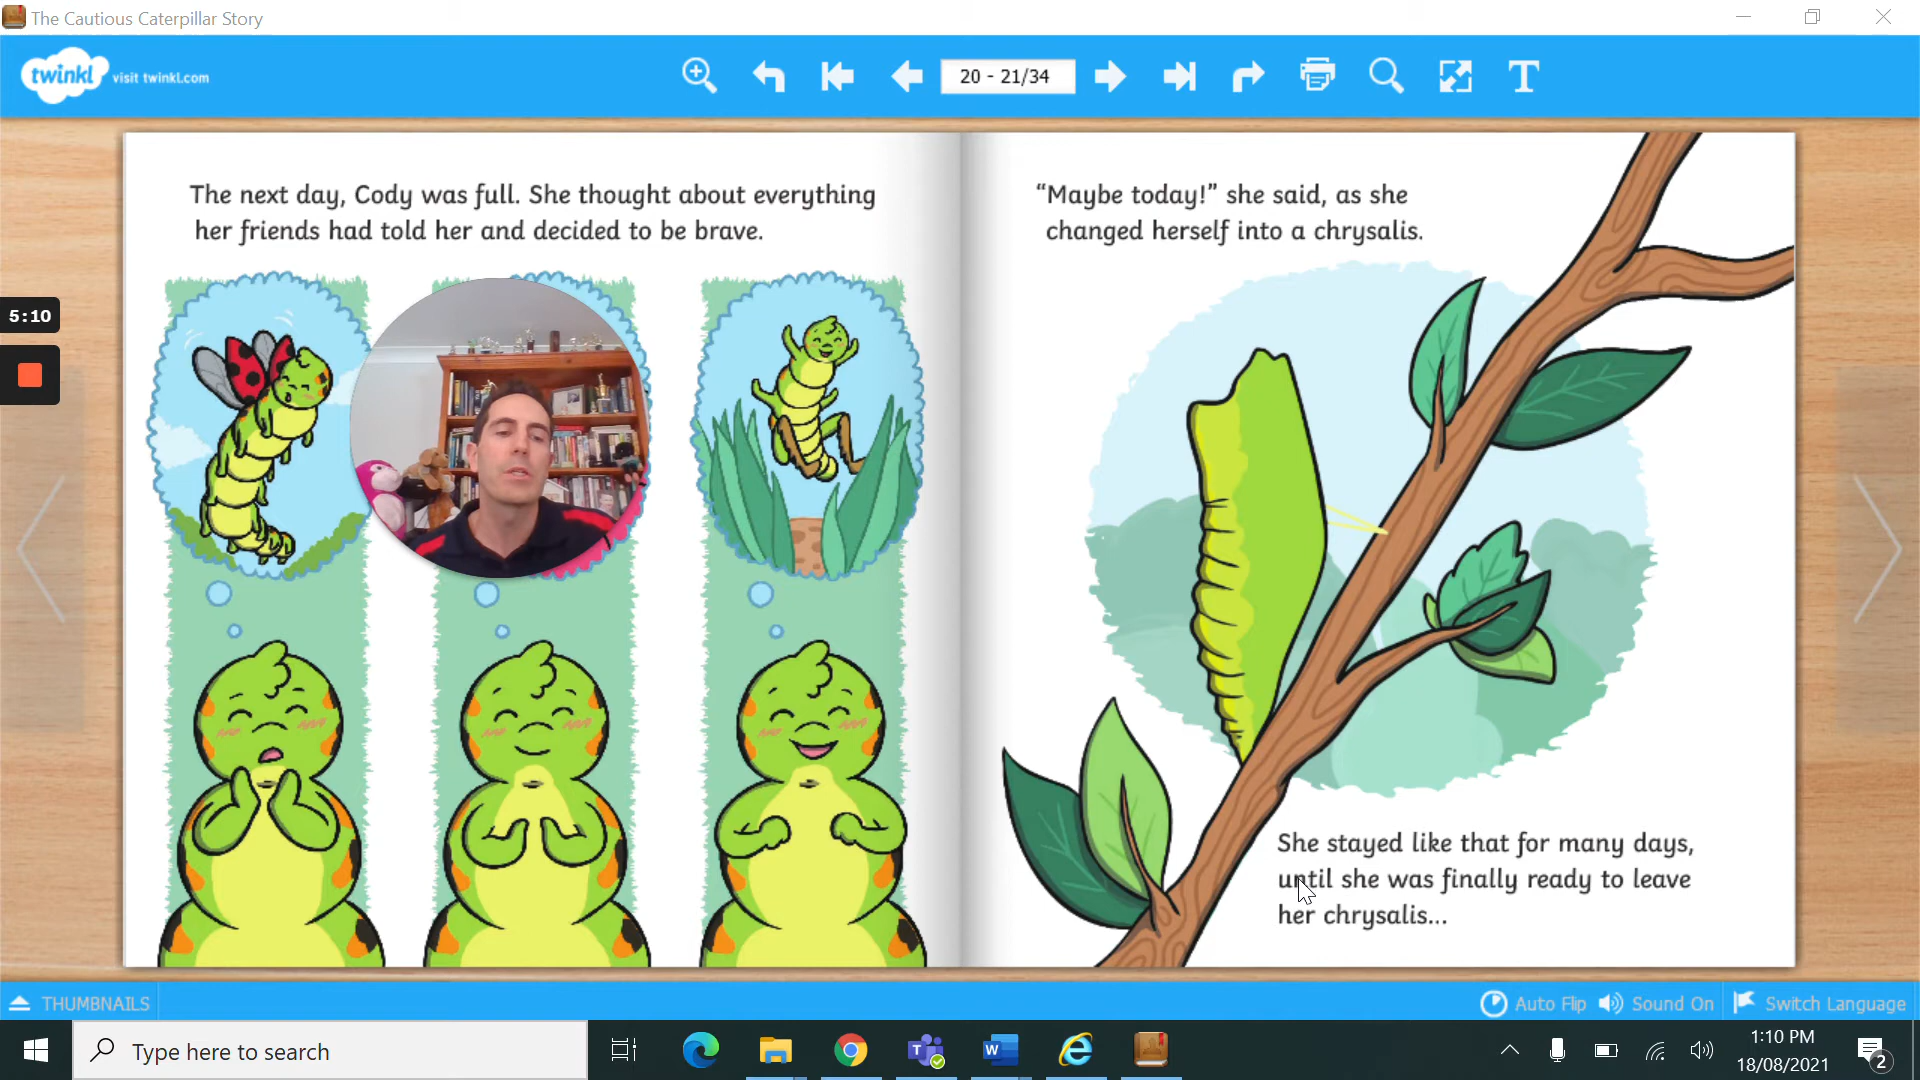 The Cautious Caterpillar Story
twinkl visit twinkl.com
20 - 21/34
T
The next day, Cody was full. She thought about everything
her friends had told her and decided to be brave.
“Maybe today!” she said, as she
changed herself into a chrysalis.
5:10
She stayed like that for many days,
until she was finally ready to leave
her chrysalis...
THUMBNAILS
Auto Flip
Sound On
Switch Language
Type here to search
T
W
1:10 PM
18/08/2021
2